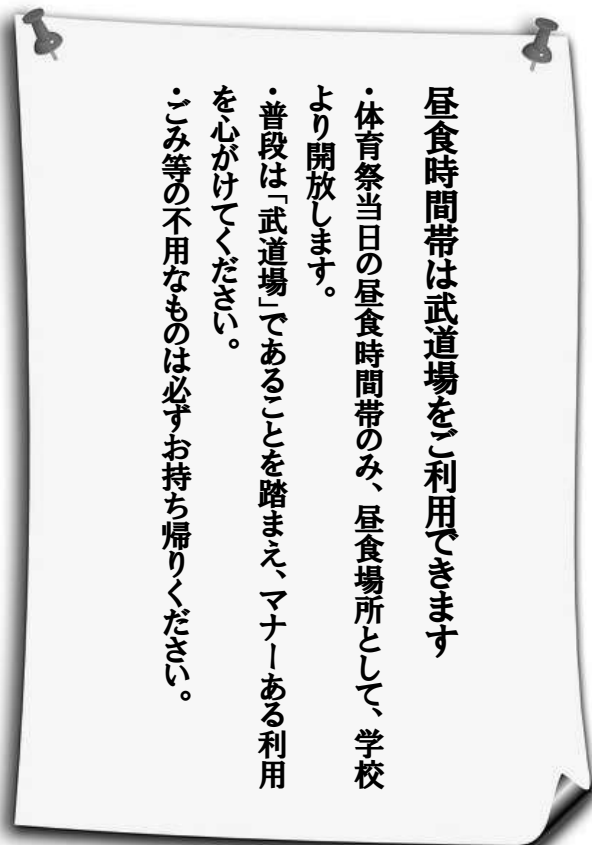 昼食時間帯は武道場をご利用できます
・体育祭当日の昼食時間帯のみ、昼食場所として、学校
より開放します。
・普段は「武道場」であることを踏まえ、マナーある利用
を心がけてください。
・ごみ等の不用なものは必ずお持ち帰りください。